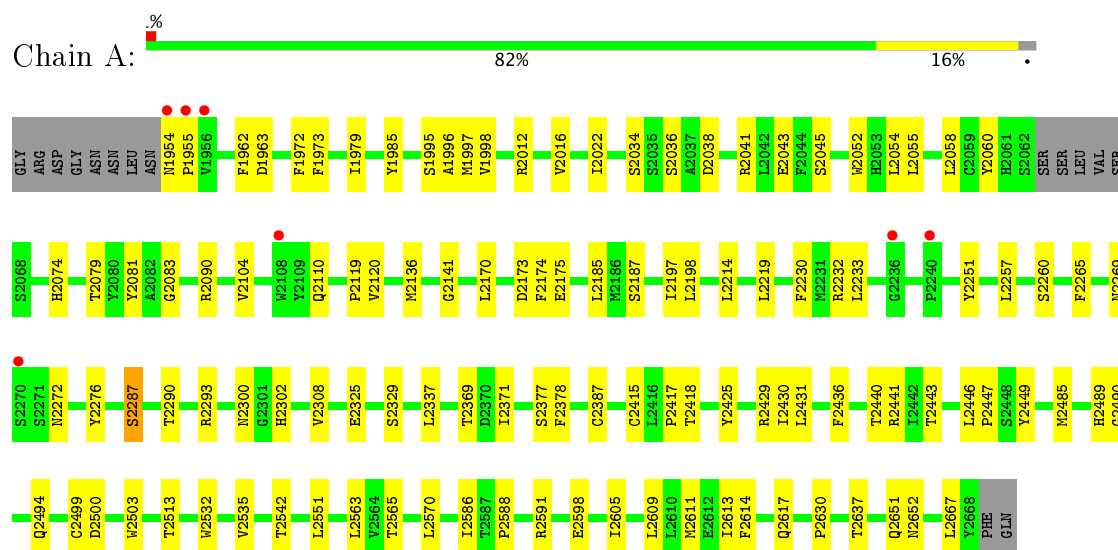 .%
Chain A:
82% 16% •
GLY ARG ASP GLY ASN ASN LEU ASN N1954 P1955 V1956 F1962 D1963 F1972 F1973 I1979 Y1985 S1995 A1996 M1997 V1998 R2012 V2016 I2022 S2034 S2035 S2036 A2037 D2038 R2041 L2042 E2043 F2044 S2045 W2052 H2053 L2054 L2055 L2058 C2059 Y2060 H2061 S2062 SER SER LEU VAL SER
S2068 H2074 T2079 Y2080 Y2081 A2082 G2083 R2090 V2104 W2108 Y2109 Q2110 P2119 V2120 M2136 G2141 L2170 D2173 F2174 E2175 L2185 M2186 S2187 I2197 L2198 L2214 L2219 F2230 M2231 R2232 L2233 G2236 P2240 Y2251 L2257 S2260 F2265 N2269
S2270 S2271 N2272 Y2276 S2287 T2290 R2293 N2300 G2301 H2302 V2308 E2325 S2329 L2337 T2369 D2370 I2371 S2377 F2378 C2387 C2415 L2416 P2417 T2418 Y2425 R2429 I2430 L2431 F2436 T2440 R2441 I2442 T2443 L2446 P2447 S2448 Y2449 M2485 H2489 G2490
Q2494 C2499 D2500 W2503 T2513 W2532 V2535 T2542 L2551 L2563 V2564 T2565 L2570 I2586 T2587 P2588 R2591 E2598 I2605 L2609 L2610 M2611 E2612 I2613 F2614 Q2617 P2630 T2637 Q2651 N2652 L2667 Y2668 PHE GLN